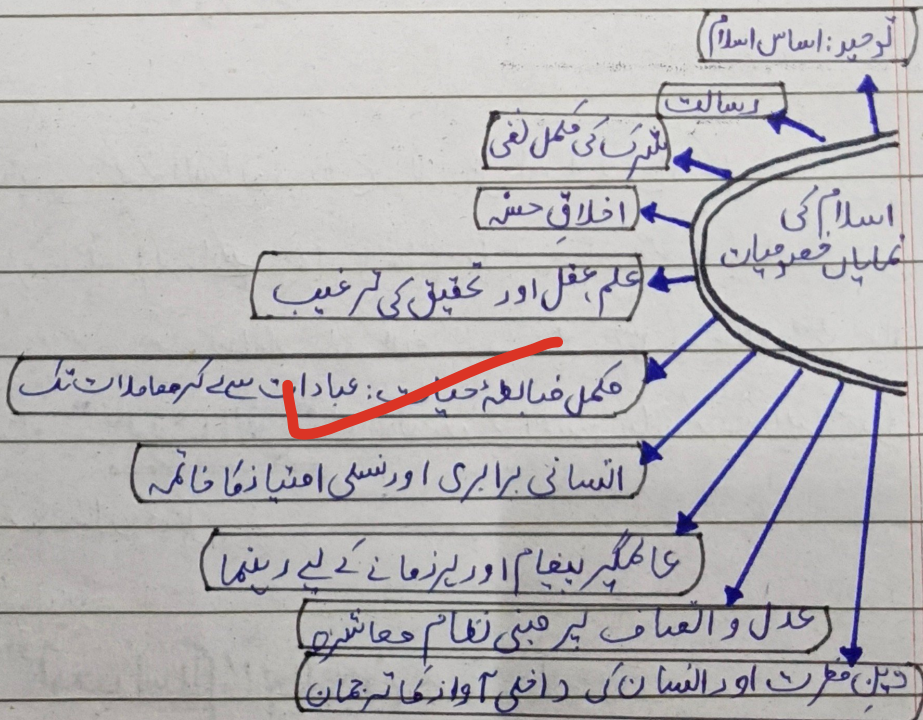 توحید: اساس اسلام
رسالت
شرک کی مکمل نفی
اخلاقِ حسنہ
اسلام کی
نمایاں خصوصیات
علم، عقل اور تحقیق کی ترغیب
مکمل ضابطۂ حیات: عبادات سے لے کر معاملات تک
انسانی برابری اور نسلی امتیاز کا خاتمہ
عالمگیر پیغام اور ہر زمانے کے لیے رہنما
عدل و انصاف پر مبنی نظام معاشرہ
دینِ فطرت اور انسان کی داخلی آواز کا ترجمان